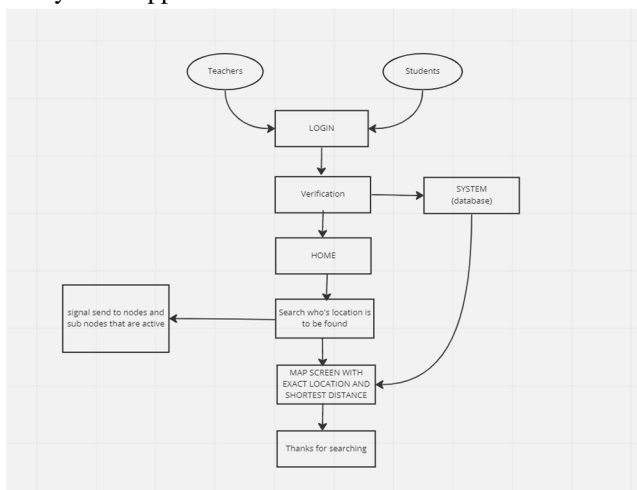 Teachers
Students
LOGIN
Verification
SYSTEM
(database)
HOME
signal send to nodes and
sub nodes that are active
Search who's location is
to be found
MAP SCREEN WITH
EXACT LOCATION AND
SHORTEST DISTANCE
Thanks for searching